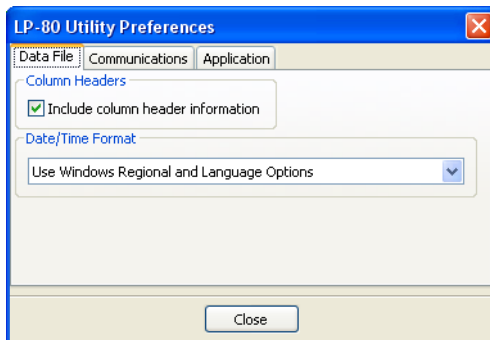 LP-80 Utility Preferences
Data File Communications Application
Column Headers
Include column header information
Date/Time Format
Use Windows Regional and Language Options
Close